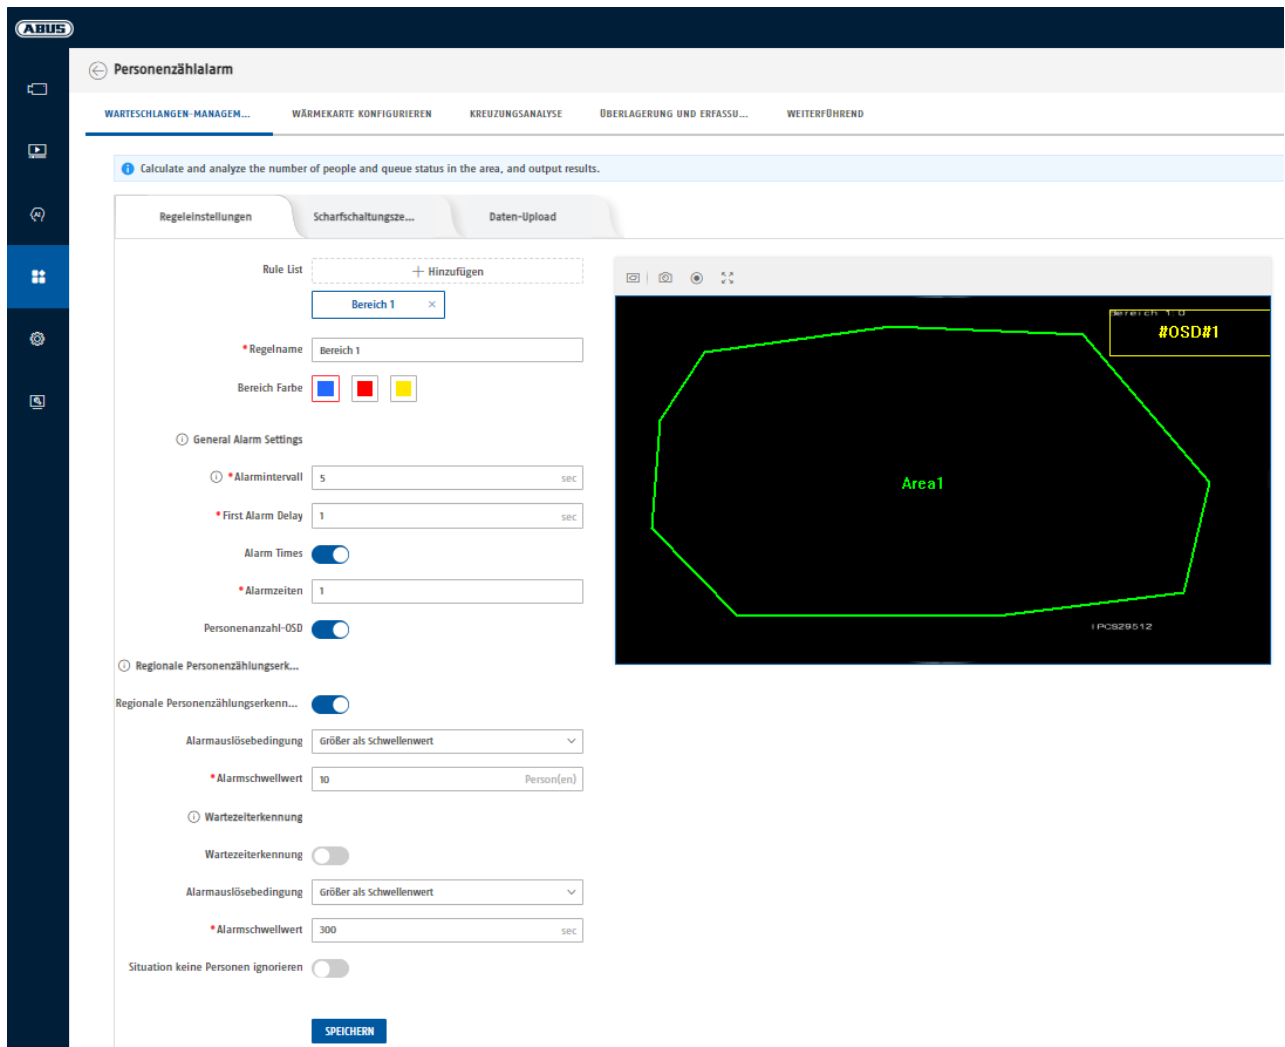 ABUS
Personenzählalarm
WARTESCHLANGEN-MANAGEM... WÄRMEKARTE KONFIGURIEREN KREUZUNGSANALYSE ÜBERLAGERUNG UND ERFASSU... WEITERFÜHREND
Calculate and analyze the number of people and queue status in the area, and output results.
Regeleinstellungen Scharfschaltungsze... Daten-Upload
Rule List + Hinzufügen
Bereich 1 ×
*Regelname Bereich 1
Bereich Farbe
General Alarm Settings
*Alarmintervall 5 sec
*First Alarm Delay 1 sec
Alarm Times
*Alarmzeiten 1
Personenanzahl-OSD
Regionale Personenzählungserk...
Regionale Personenzählungserkenn...
Alarmauslösebedingung Größer als Schwellenwert
*Alarmschwellwert 10 Person(en)
Wartezeiterkennung
Wartezeiterkennung
Alarmauslösebedingung Größer als Schwellenwert
*Alarmschwellwert 300 sec
Situation keine Personen ignorieren
SPEICHERN
Bereich 1: 0
#OSD#1
Area1
IPCS29512